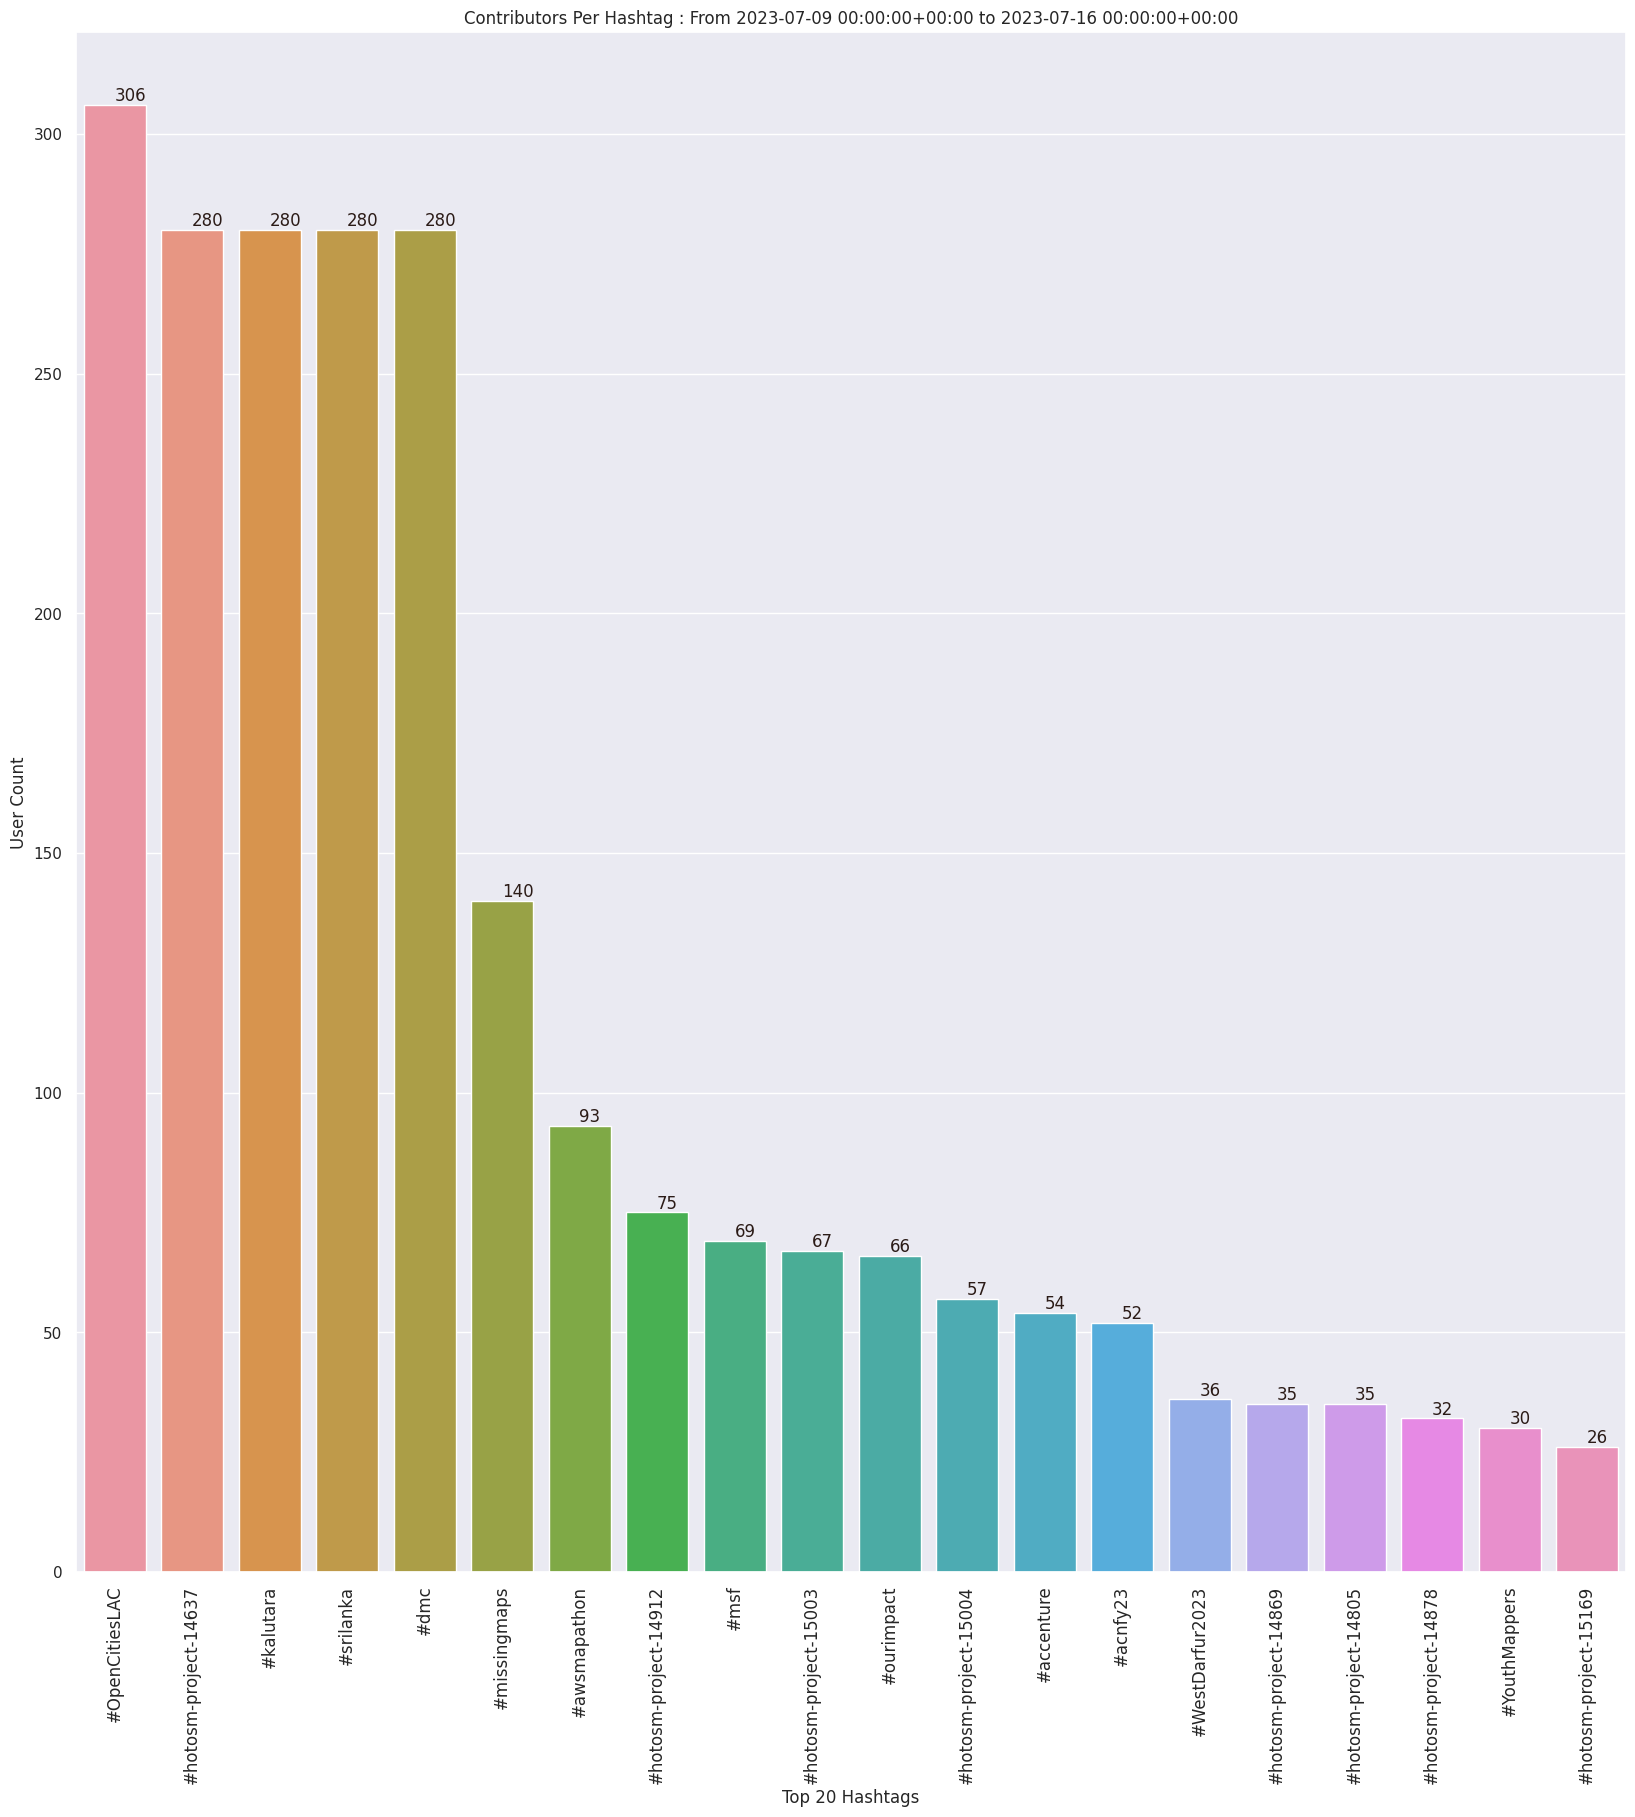 Contributors Per Hashtag : From 2023-07-09 00:00:00+00:00 to 2023-07-16 00:00:00+00:00
306
280
280
280
280
140
93
75
69
67
66
57
54
52
36
35
35
32
30
26
300
250
200
150
100
50
0
User Count
#OpenCitiesLAC
#hotosm-project-14637
#kalutara
#srilanka
#dmc
#missingmaps
#awsmapathon
#hotosm-project-14912
#msf
#hotosm-project-15003
#ourimpact
#hotosm-project-15004
#accenture
#acnfy23
#WestDarfur2023
#hotosm-project-14869
#hotosm-project-14805
#hotosm-project-14878
#YouthMappers
#hotosm-project-15169
Top 20 Hashtags